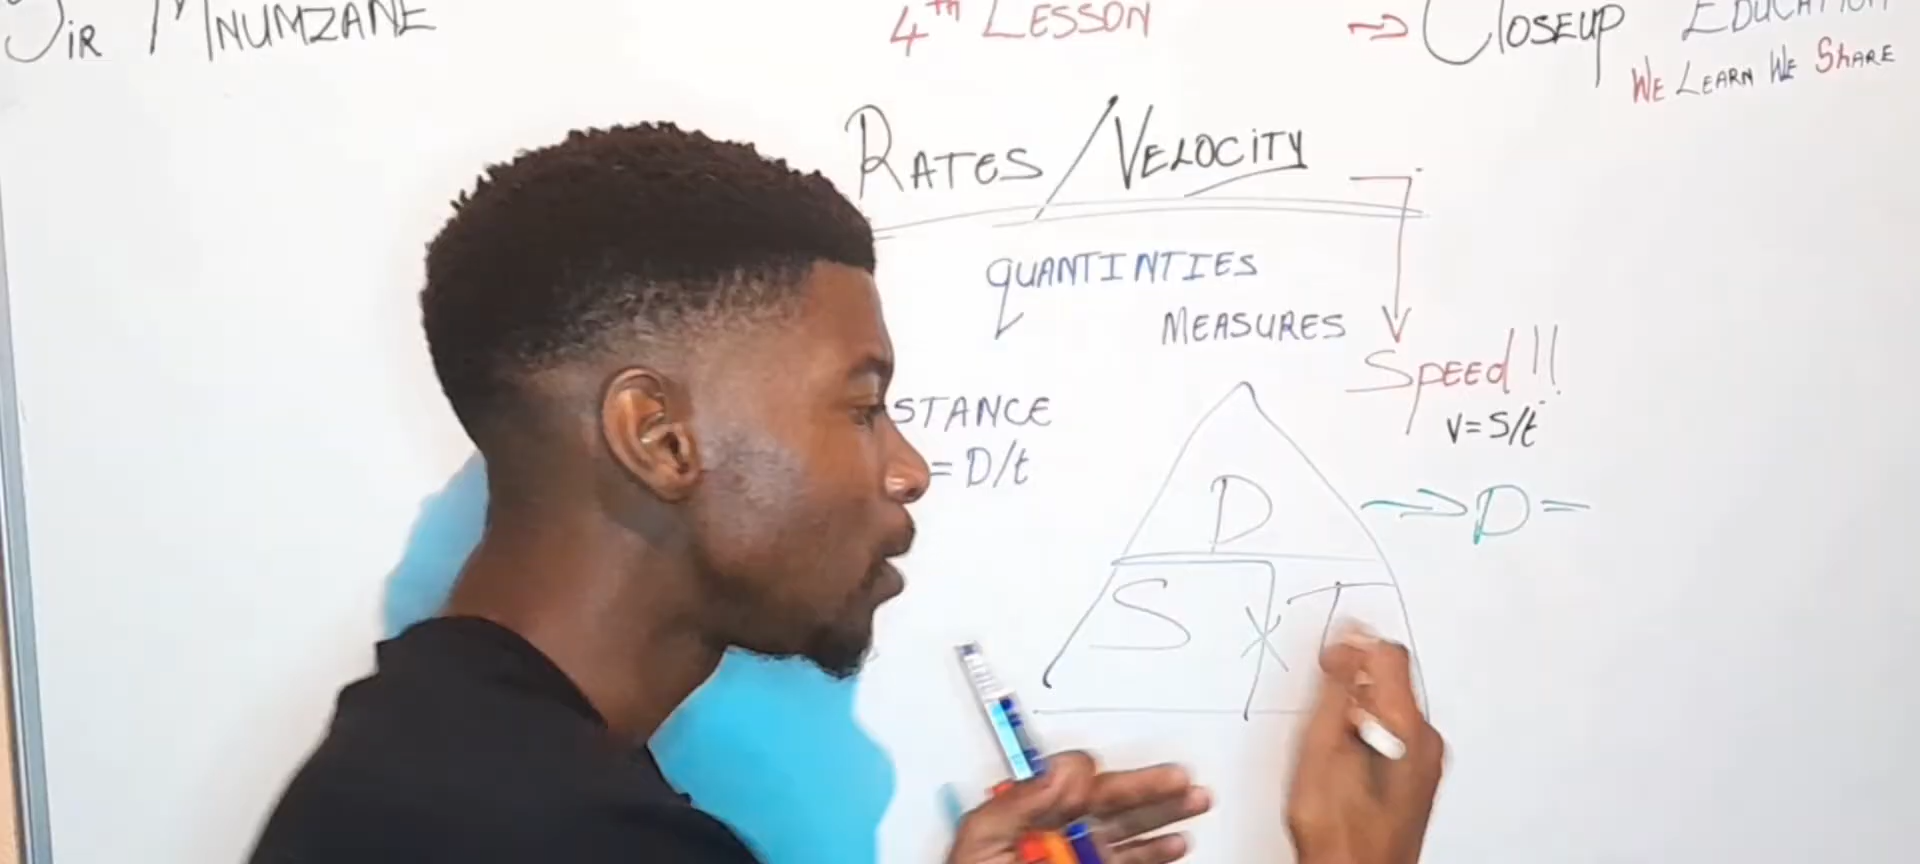 Sir Mnumzane
4th Lesson
→ Closeup Education
We Learn We Share
Rates/Velocity
QUANTINTIES
MEASURES
Speed!!
V=S/t
STANCE
= D/t
D
→ D =
S * T